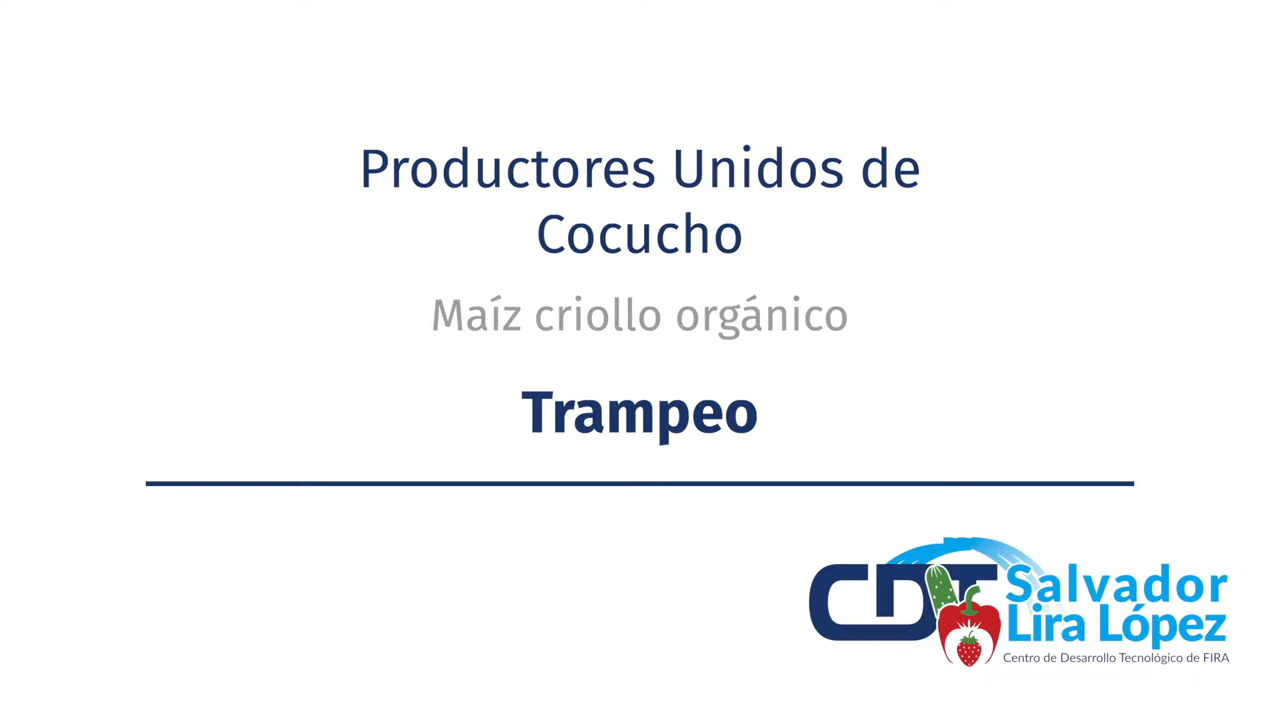 Productores Unidos de
Cocucho
Maíz criollo orgánico
Trampeo
CDT Salvador
Lira López
Centro de Desarrollo Tecnológico de FIRA